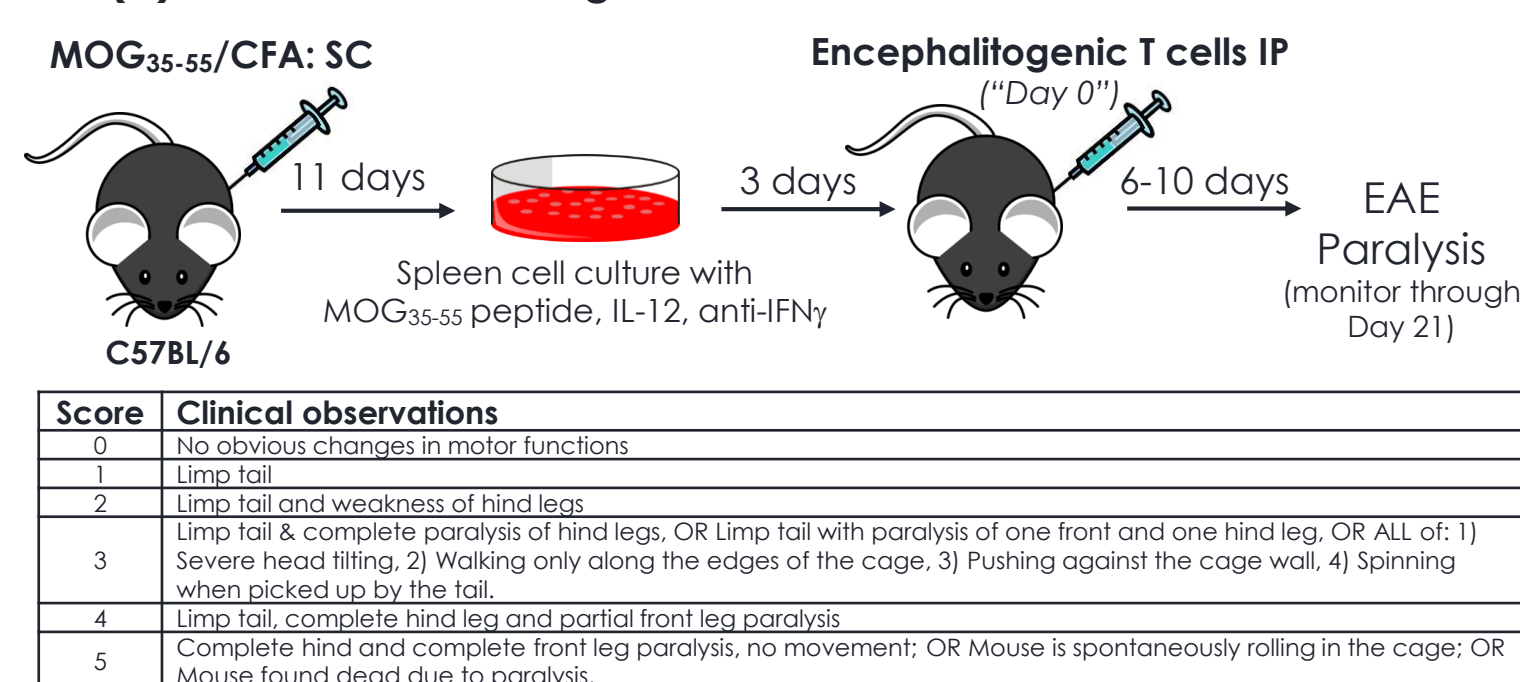 MOG35-55/CFA: SC
Encephalitogenic T cells IP
("Day 0")
11 days
3 days
6-10 days
EAE
Paralysis
(monitor through
Day 21)
Spleen cell culture with
MOG35-55 peptide, IL-12, anti-IFNγ
C57BL/6
Score Clinical observations
0 No obvious changes in motor functions
1 Limp tail
2 Limp tail and weakness of hind legs
3 Limp tail & complete paralysis of hind legs, OR Limp tail with paralysis of one front and one hind leg, OR ALL of: 1)
Severe head tilting, 2) Walking only along the edges of the cage, 3) Pushing against the cage wall, 4) Spinning
when picked up by the tail.
4 Limp tail, complete hind leg and partial front leg paralysis
5 Complete hind and complete front leg paralysis, no movement; OR Mouse is spontaneously rolling in the cage; OR
Mouse found dead due to paralysis.